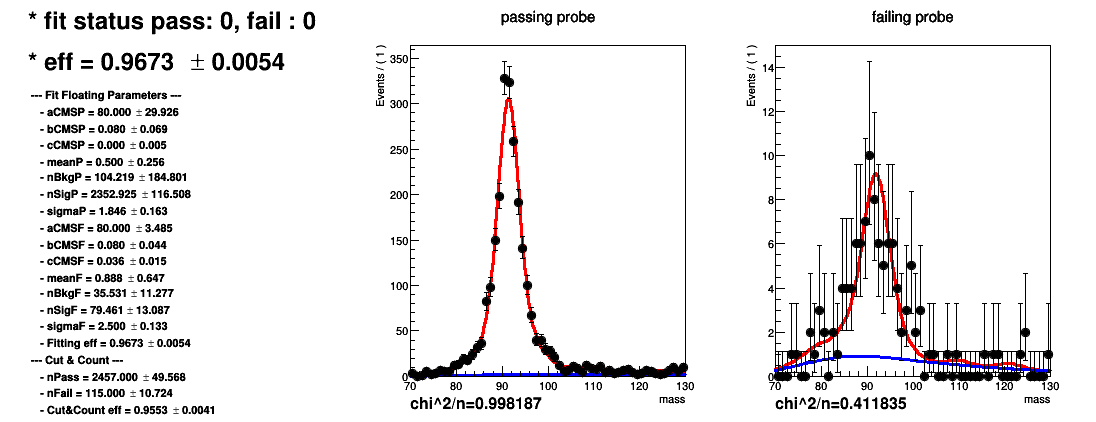 * fit status pass: 0, fail : 0
* eff = 0.9673 ± 0.0054
--- Fit Floating Parameters ---
- aCMSP = 80.000 ± 29.926
- bCMSP = 0.080 ± 0.069
- cCMSP = 0.000 ± 0.005
- meanP = 0.500 ± 0.256
- nBkgP = 104.219 ± 184.801
- nSigP = 2352.925 ± 116.508
- sigmaP = 1.846 ± 0.163
- aCMSF = 80.000 ± 3.485
- bCMSF = 0.080 ± 0.044
- cCMSF = 0.036 ± 0.015
- meanF = 0.888 ± 0.647
- nBkgF = 35.531 ± 11.277
- nSigF = 79.461 ± 13.087
- sigmaF = 2.500 ± 0.133
- Fitting eff = 0.9673 ± 0.0054
--- Cut & Count ---
- nPass = 2457.000 ± 49.568
- nFail = 115.000 ± 10.724
- Cut&Count eff = 0.9553 ± 0.0041
passing probe
Events / ( 1 )
350
300
250
200
150
100
50
0
70 80 90 100 110 120 130
mass
chi^2/n=0.998187
failing probe
Events / ( 1 )
14
12
10
8
6
4
2
0
70 80 90 100 110 120 130
mass
chi^2/n=0.411835